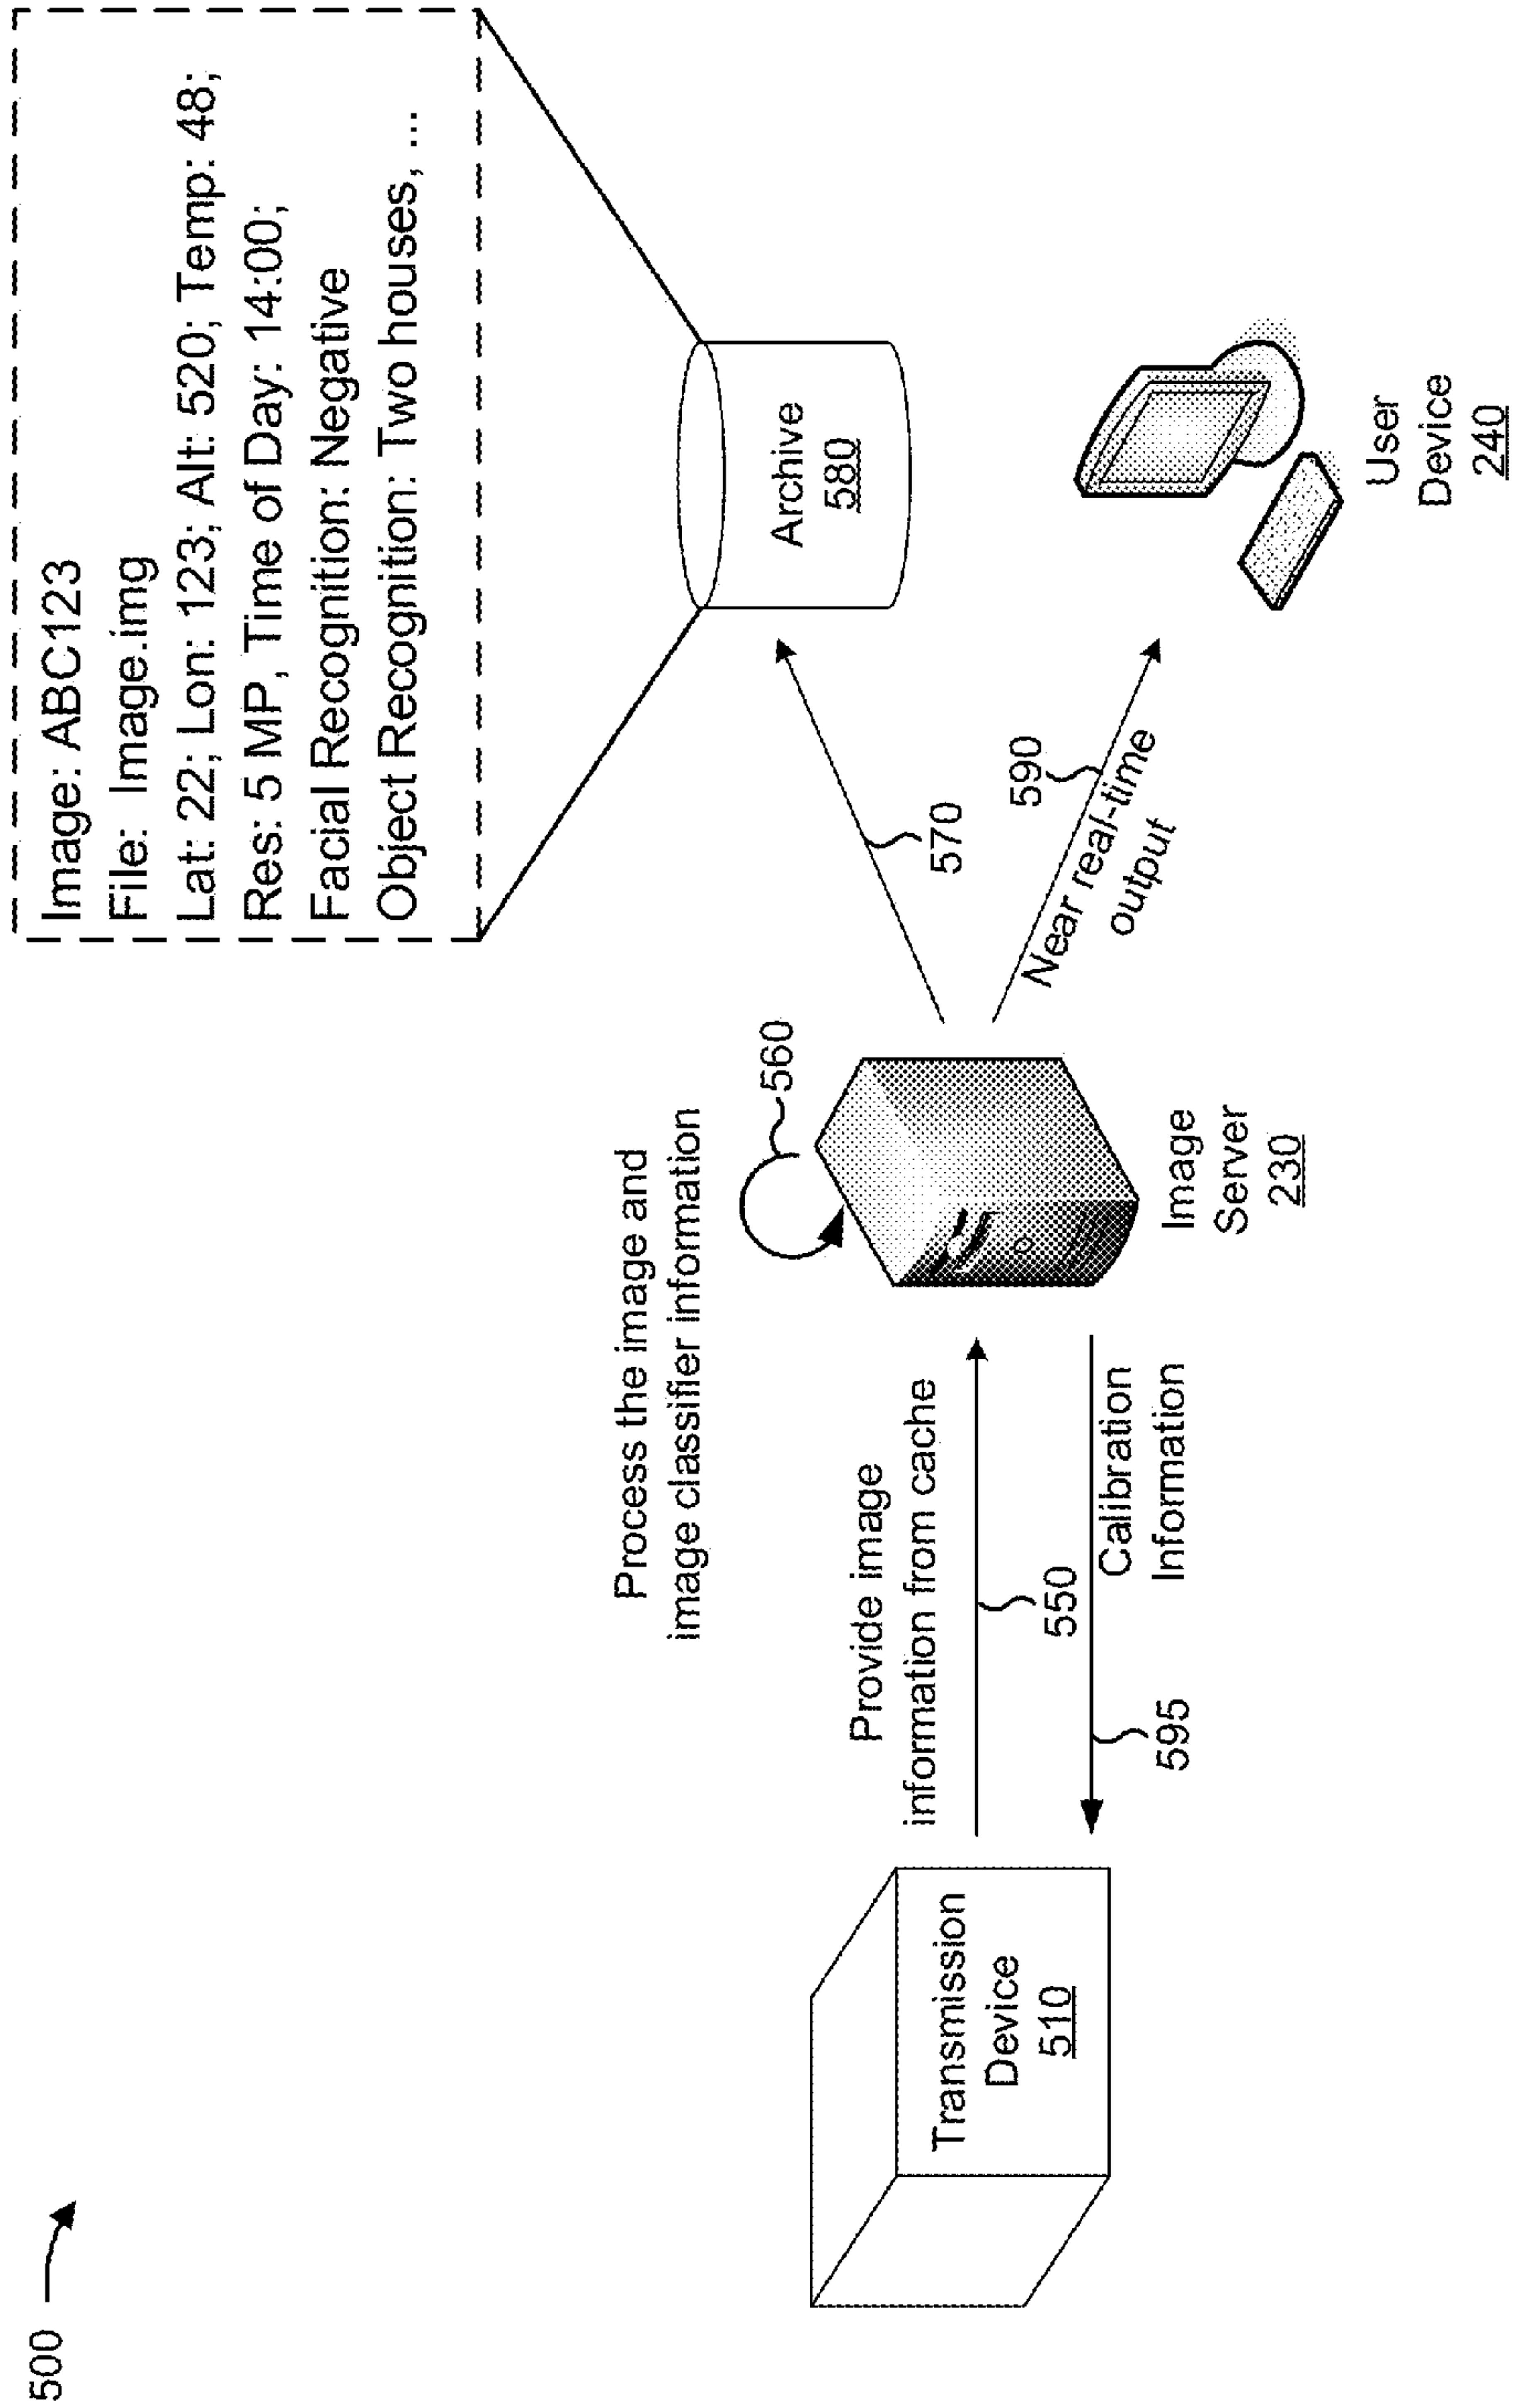 500
Image: ABC123
File: Image.img
Lat: 22; Lon: 123; Alt: 520; Temp: 48;
Res: 5 MP, Time of Day: 14:00;
Facial Recognition: Negative
Object Recognition: Two houses, ...
Process the image and
image classifier information
560
Archive
580
570
590
Near real-time
output
Provide image
information from cache
550
Calibration
Information
595
Transmission
Device
510
Image
Server
230
User
Device
240